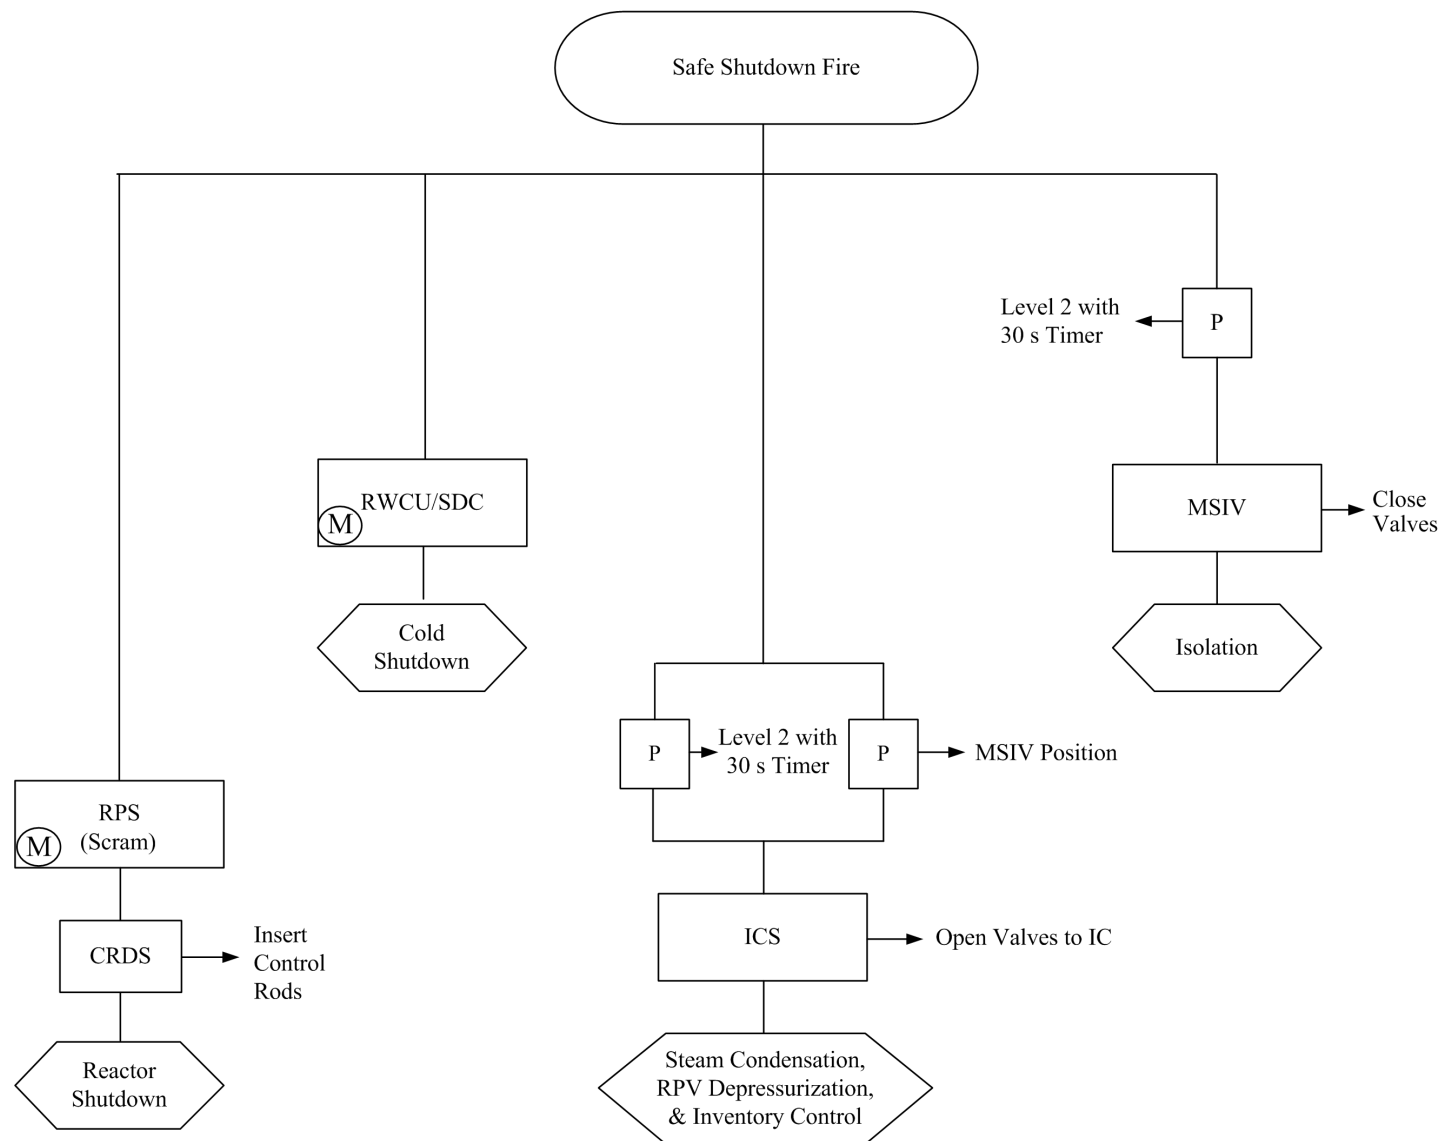 Safe Shutdown Fire
Level 2 with
30 s Timer
P
RWCU/SDC
M
MSIV
Close
Valves
Cold
Shutdown
Isolation
P
Level 2 with
30 s Timer
P
MSIV Position
RPS
(Scram)
M
ICS
Open Valves to IC
CRDS
Insert
Control
Rods
Steam Condensation,
RPV Depressurization,
& Inventory Control
Reactor
Shutdown